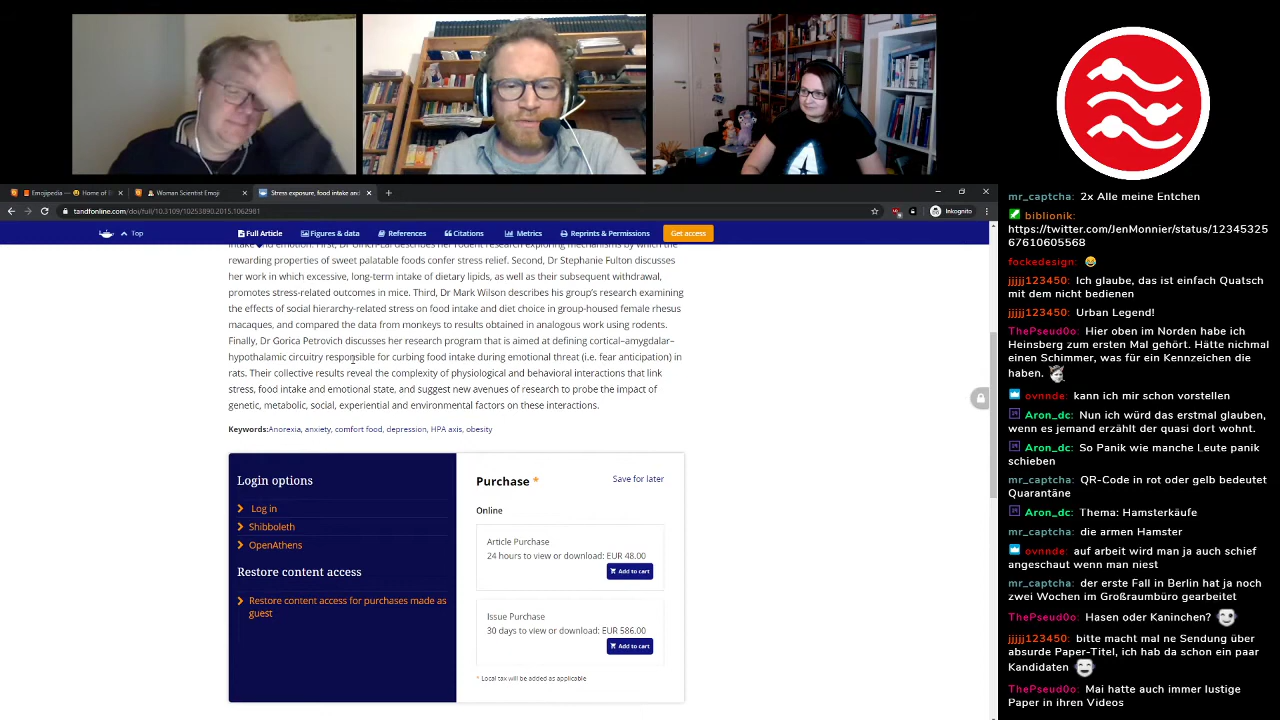 Emojipedia — 😀 Home of E
Woman Scientist Emoji
Stress exposure, food intake and
tandfonline.com/doi/full/10.3109/10253890.2015.1062981
Inkognito
Top
Full Article
Figures & data
References
Citations
Metrics
Reprints & Permissions
Get access
rewarding properties of sweet palatable foods confer stress relief. Second, Dr Stephanie Fulton discusses
her work in which excessive, long-term intake of dietary lipids, as well as their subsequent withdrawal,
promotes stress-related outcomes in mice. Third, Dr Mark Wilson describes his group's research examining
the effects of social hierarchy-related stress on food intake and diet choice in group-housed female rhesus
macaques, and compared the data from monkeys to results obtained in analogous work using rodents.
Finally, Dr Gorica Petrovich discusses her research program that is aimed at defining cortical–amygdalar–
hypothalamic circuitry responsible for curbing food intake during emotional threat (i.e. fear anticipation) in
rats. Their collective results reveal the complexity of physiological and behavioral interactions that link
stress, food intake and emotional state, and suggest new avenues of research to probe the impact of
genetic, metabolic, social, experiential and environmental factors on these interactions.
Keywords: Anorexia, anxiety, comfort food, depression, HPA axis, obesity
Login options
Log in
Shibboleth
OpenAthens
Restore content access
Restore content access for purchases made as
guest
Purchase *
Save for later
Online
Article Purchase
24 hours to view or download: EUR 48.00
Add to cart
Issue Purchase
30 days to view or download: EUR 586.00
Add to cart
* Local tax will be added as applicable
mr_captcha: 2x Alle meine Entchen
biblionik:
https://twitter.com/JenMonnier/status/12345325
67610605568
fockedesign: 😂
jjjjj123450: Ich glaube, das ist einfach Quatsch
mit dem nicht bedienen
jjjjj123450: Urban Legend!
ThePseud0o: Hier oben im Norden habe ich
Heinsberg zum ersten Mal gehört. Hätte nichmal
einen Schimmer, was für ein Kennzeichen die
haben.
ovnnde: kann ich mir schon vorstellen
Aron_dc: Nun ich würd das erstmal glauben,
wenn es jemand erzählt der quasi dort wohnt.
Aron_dc: So Panik wie manche Leute panik
schieben
mr_captcha: QR-Code in rot oder gelb bedeutet
Quarantäne
Aron_dc: Thema: Hamsterkäufe
mr_captcha: die armen Hamster
ovnnde: auf arbeit wird man ja auch schief
angeschaut wenn man niest
mr_captcha: der erste Fall in Berlin hat ja noch
zwei Wochen im Großraumbüro gearbeitet
ThePseud0o: Hasen oder Kaninchen?
jjjjj123450: bitte macht mal ne Sendung über
absurde Paper-Titel, ich hab da schon ein paar
Kandidaten
ThePseud0o: Mai hatte auch immer lustige
Paper in ihren Videos